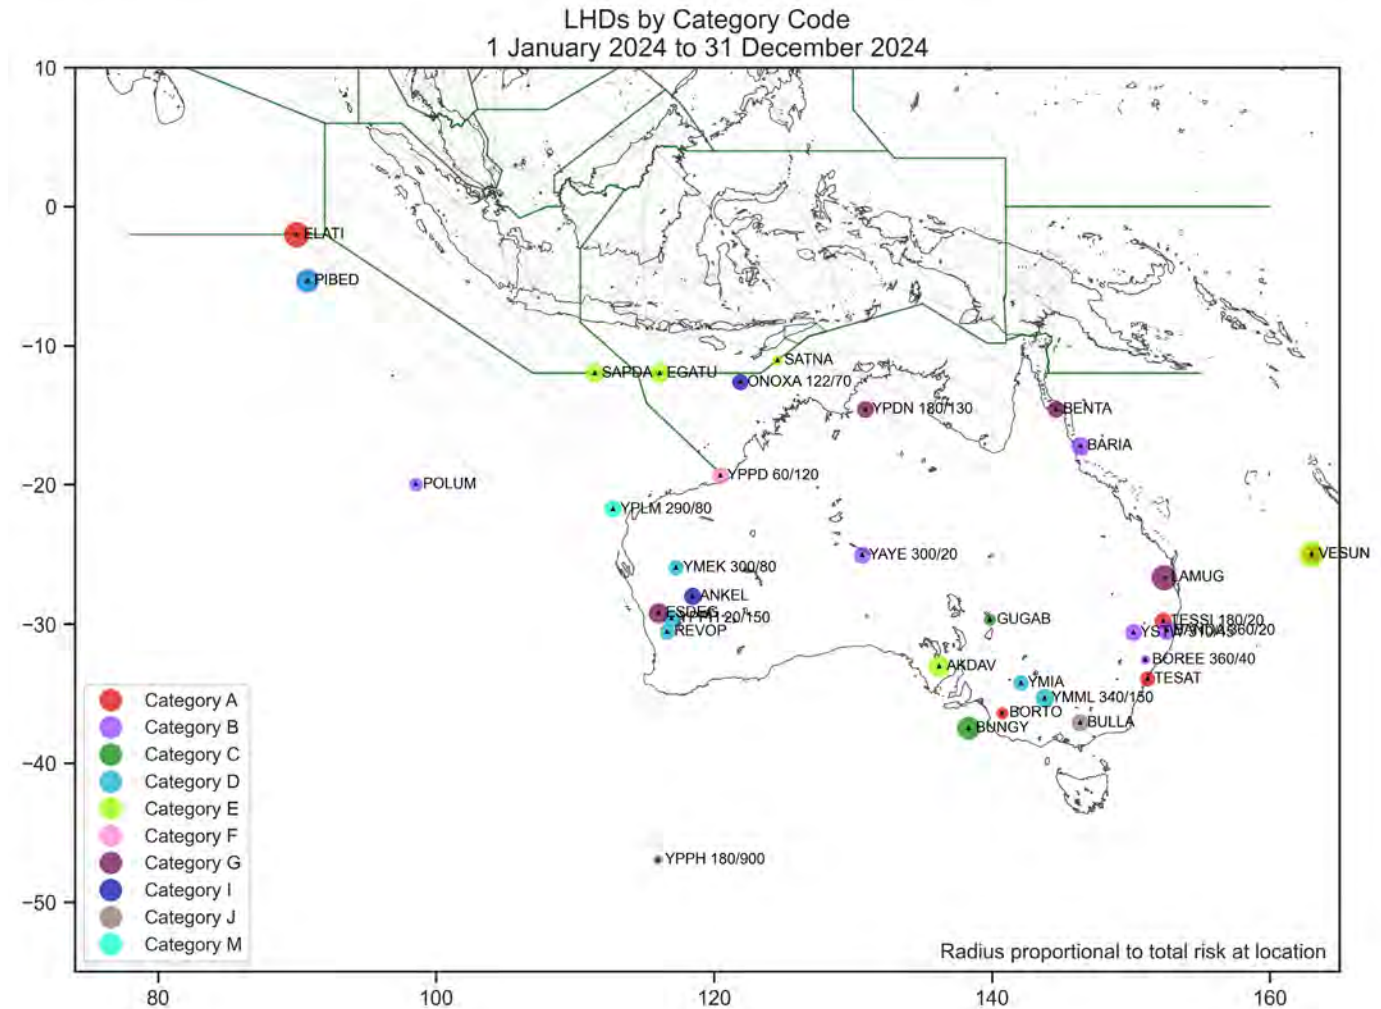 LHDs by Category Code
1 January 2024 to 31 December 2024
10
0
−10
−20
−30
−40
−50
80
100
120
140
160
ELATI
PIBED
SAPDA
EGATU
SATNA
ONOXA 122/70
YPDN 180/130
BENTA
BARIA
YPPD 60/120
POLUM
YPLM 290/80
YAYE 300/20
VESUN
YMEK 300/80
LAMUG
ANKEL
ESDEG
REVOP
GUGAB
TESSI 180/20
BOREE 360/40
AKDAV
TESAT
YMIA
YMML 340/150
BORTO
BULLA
BUNGY
YPPH 180/900
Category A
Category B
Category C
Category D
Category E
Category F
Category G
Category I
Category J
Category M
Radius proportional to total risk at location